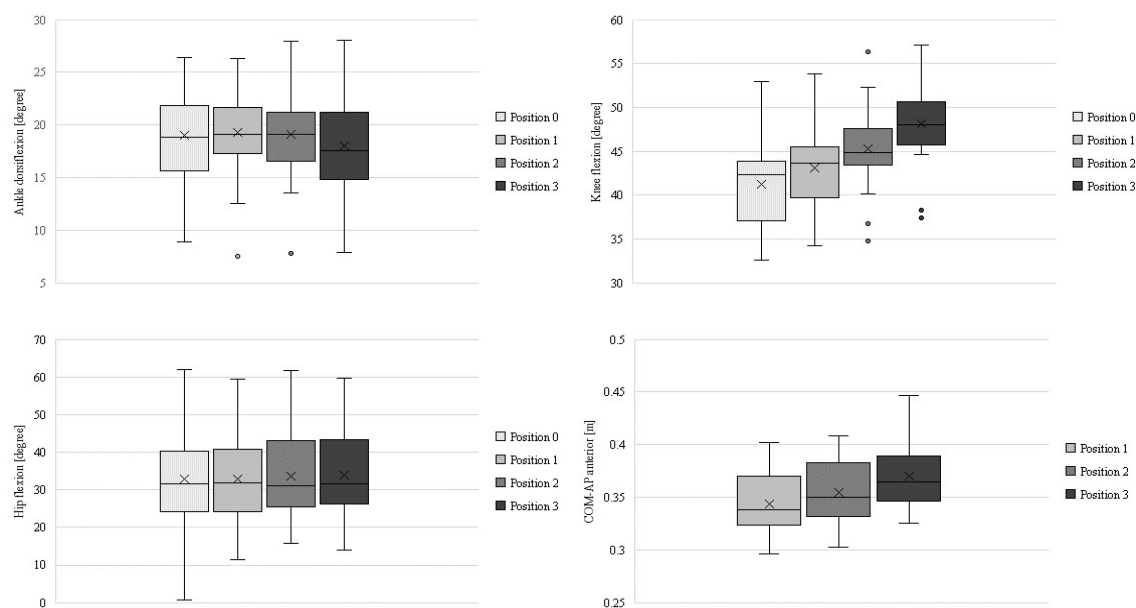 Ankle dorsiflexion [degree]
30
25
20
15
10
5
Position 0
Position 1
Position 2
Position 3
Knee flexion [degree]
60
55
50
45
40
35
30
Position 0
Position 1
Position 2
Position 3
Hip flexion [degree]
70
60
50
40
30
20
10
0
Position 0
Position 1
Position 2
Position 3
COM-AP anterior [m]
0.5
0.45
0.4
0.35
0.3
0.25
Position 1
Position 2
Position 3